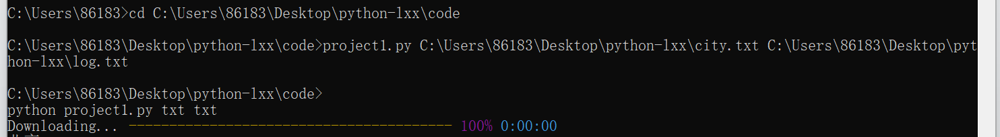 C:\Users\86183>cd C:\Users\86183\Desktop\python-lxx\code
C:\Users\86183\Desktop\python-lxx\code>project1.py C:\Users\86183\Desktop\python-lxx\city.txt C:\Users\86183\Desktop\pyt
hon-lxx\log.txt
C:\Users\86183\Desktop\python-lxx\code>
python project1.py txt txt
Downloading... ---------------------------------------- 100% 0:00:00